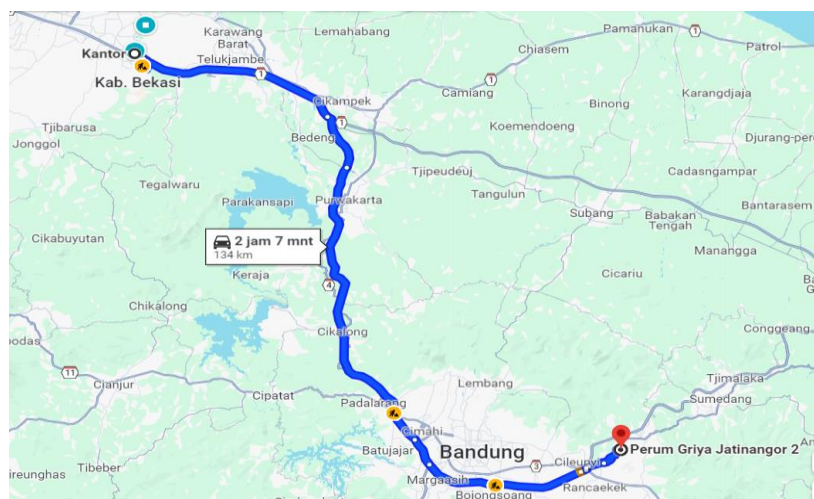 Karawang
Barat
Lemahabang
Pamanukan
1
Patrol
Kantor
Telukjambe
1
Chiasem
Kab. Bekasi
1
Camiang
Binong
Karangdjaja
Cikampek
1
Tjibarusa
Bedeng
Koemendoeng
Djurang-per
Jonggol
Tjipeudeuj
Cadasngampar
Tegalwaru
Tangulun
Parakansapi
Purwakarta
Bantarasem
Subang
Babakan
Tengah
Cikabuyutan
2 jam 7 mnt
134 km
Manangga
Keraja
4
Cicariu
Chikalong
Cikalong
Conggeang
odas
11
Cianjur
Cipatat
Lembang
Tjimalaka
Padalarang
Sumedang
Cimahi
Batujajar
Bandung
Perum Griya Jatinangor 2
3
Cileunyi
Tibeber
ireunghas
Margaasih
Rancaekek
Bojongsoang